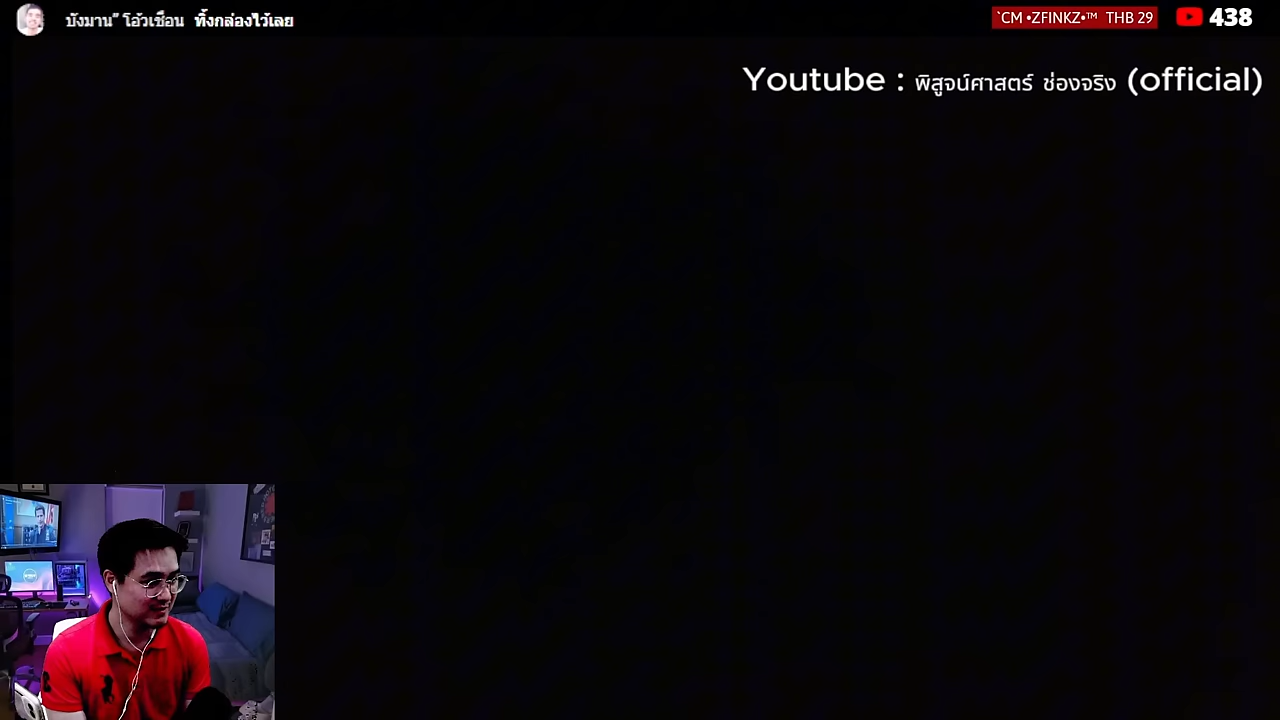 บังมาน" โอ้วเซื่อน ทิ้งกล่องไว้เลย
`CM •ZFINKZ•™ THB 29
438
Youtube : พิสูจน์ศาสตร์ ช่องจริง (official)